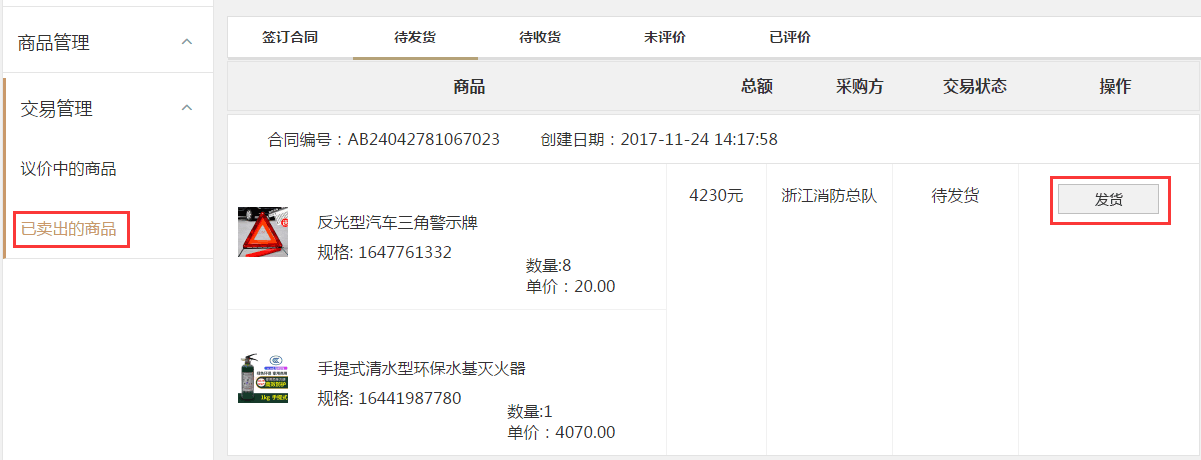 商品管理
交易管理
议价中的商品
已卖出的商品
签订合同 待发货 待收货 未评价 已评价
商品 总额 采购方 交易状态 操作
合同编号：AB24042781067023 创建日期：2017-11-24 14:17:58
4230元 浙江消防总队 待发货 发货
反光型汽车三角警示牌
规格: 1647761332
数量:8
单价：20.00
手提式清水型环保水基灭火器
规格: 16441987780
1kg 手提式
数量:1
单价：4070.00